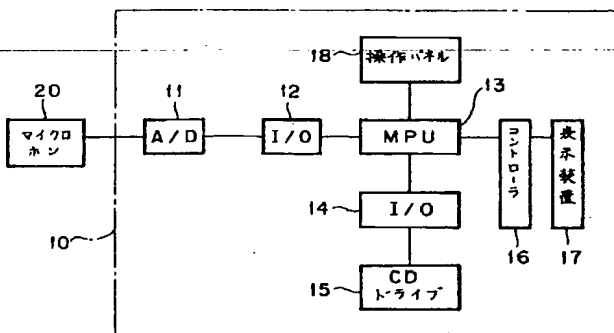 18
操作パネル
20
マイクロ
ホン
11
A/D
12
I/O
13
MPU
コントローラ
16
表示装置
17
14
I/O
10
15
CD
ドライブ